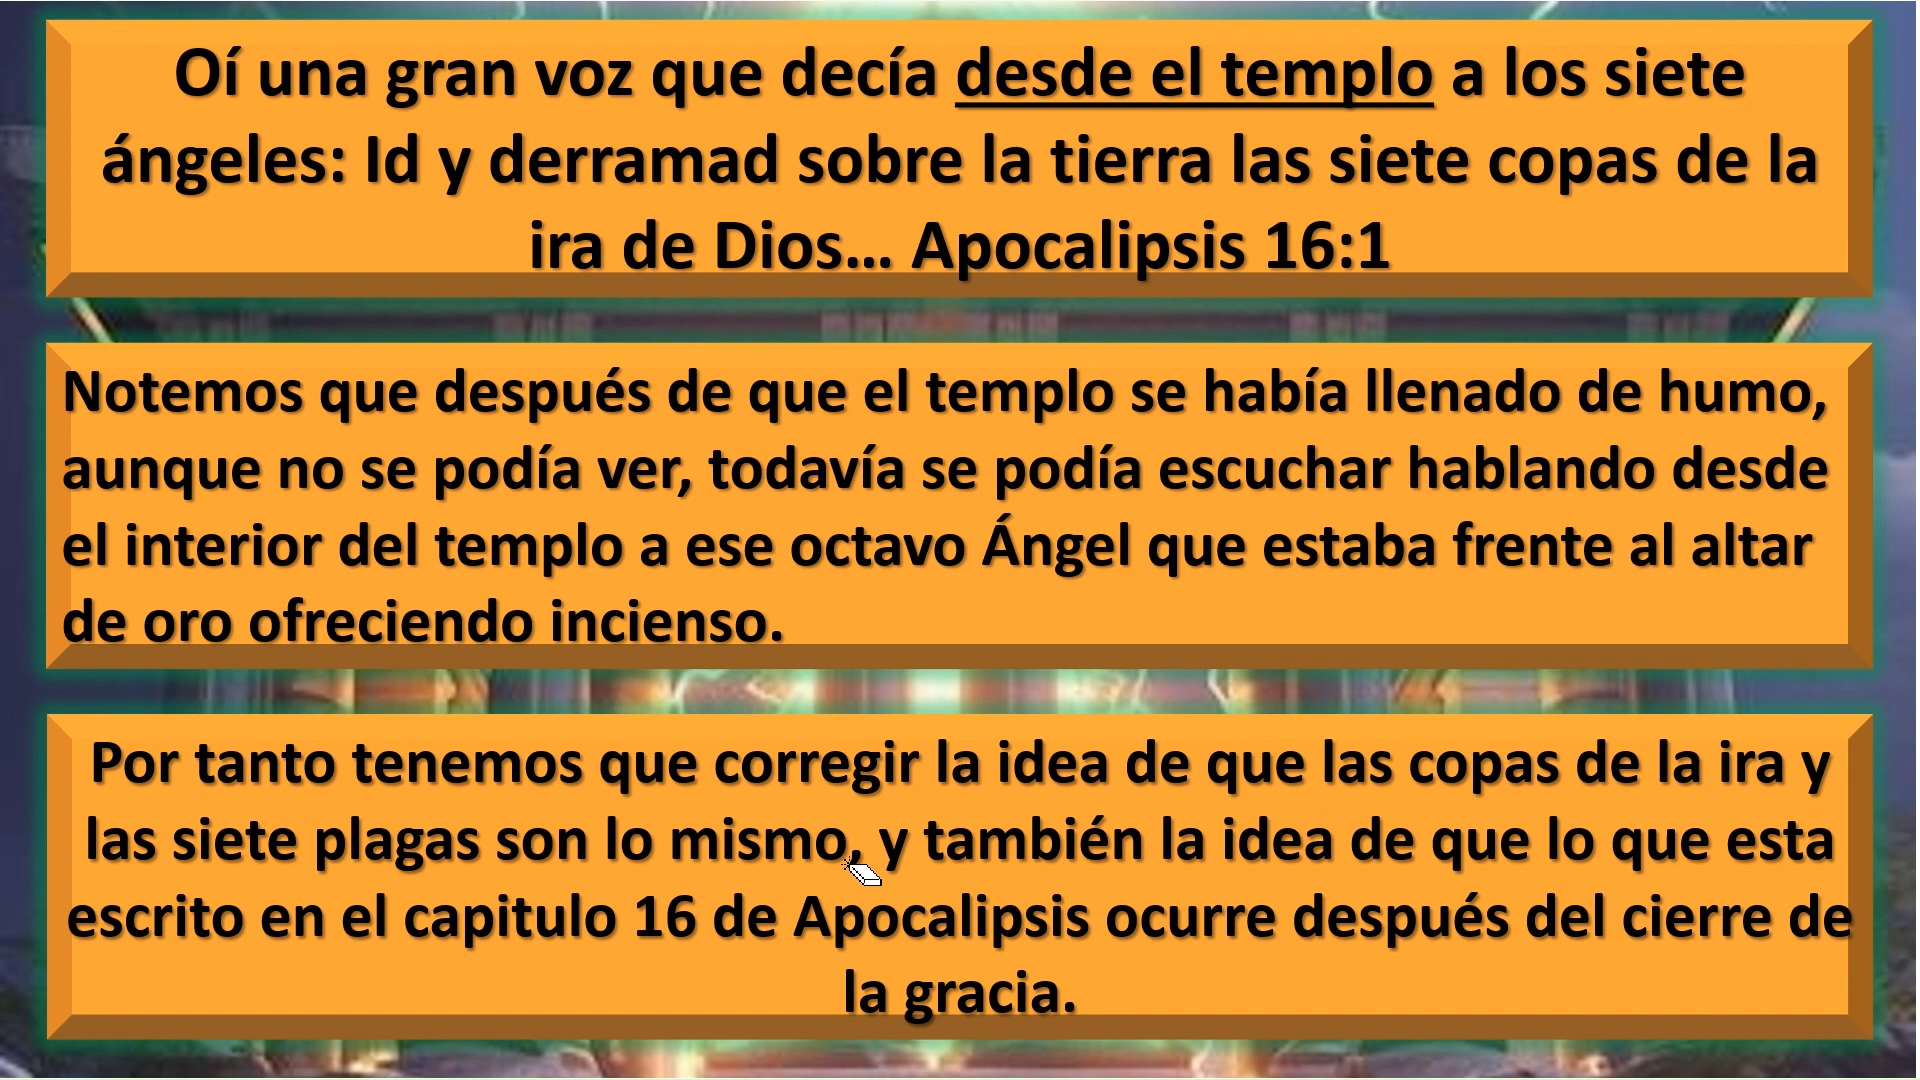 Oí una gran voz que decía desde el templo a los siete
ángeles: Id y derramad sobre la tierra las siete copas de la
ira de Dios… Apocalipsis 16:1
Notemos que después de que el templo se había llenado de humo,
aunque no se podía ver, todavía se podía escuchar hablando desde
el interior del templo a ese octavo Ángel que estaba frente al altar
de oro ofreciendo incienso.
Por tanto tenemos que corregir la idea de que las copas de la ira y
las siete plagas son lo mismo, y también la idea de que lo que esta
escrito en el capitulo 16 de Apocalipsis ocurre después del cierre de
la gracia.